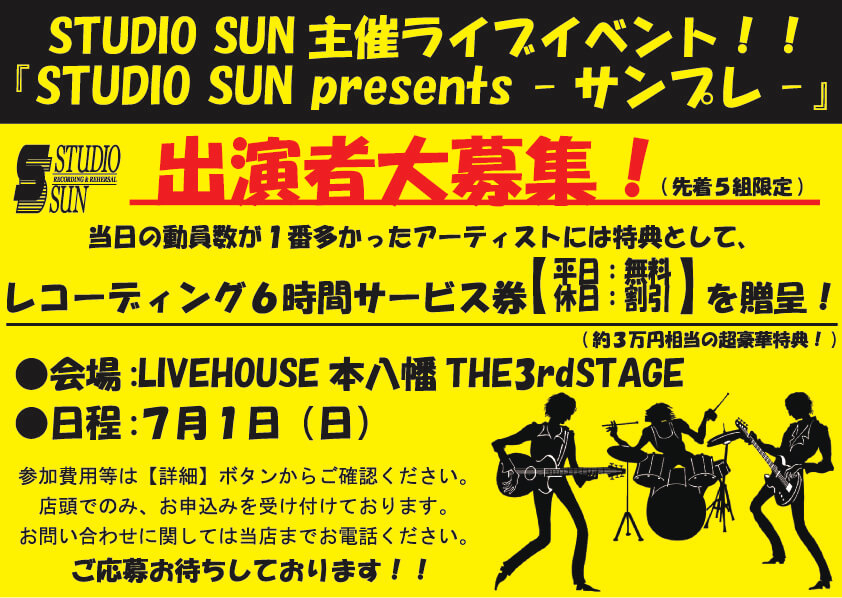 STUDIO SUN 主催ライブイベント！！
『STUDIO SUN presents - サンプレ -』
STUDIO
RECORDING & REHERSAL
SUN
出演者大募集！
(先着５組限定)
当日の動員数が１番多かったアーティストには特典として、
レコーディング６時間サービス券【平日：無料 休日：割引】を贈呈！
(約３万円相当の超豪華特典！)
●会場:LIVEHOUSE 本八幡 THE3rdSTAGE
●日程:７月１日（日）
参加費用等は【詳細】ボタンからご確認ください。
店頭でのみ、お申込みを受け付けております。
お問い合わせに関しては当店までお電話ください。
ご応募お待ちしております！！